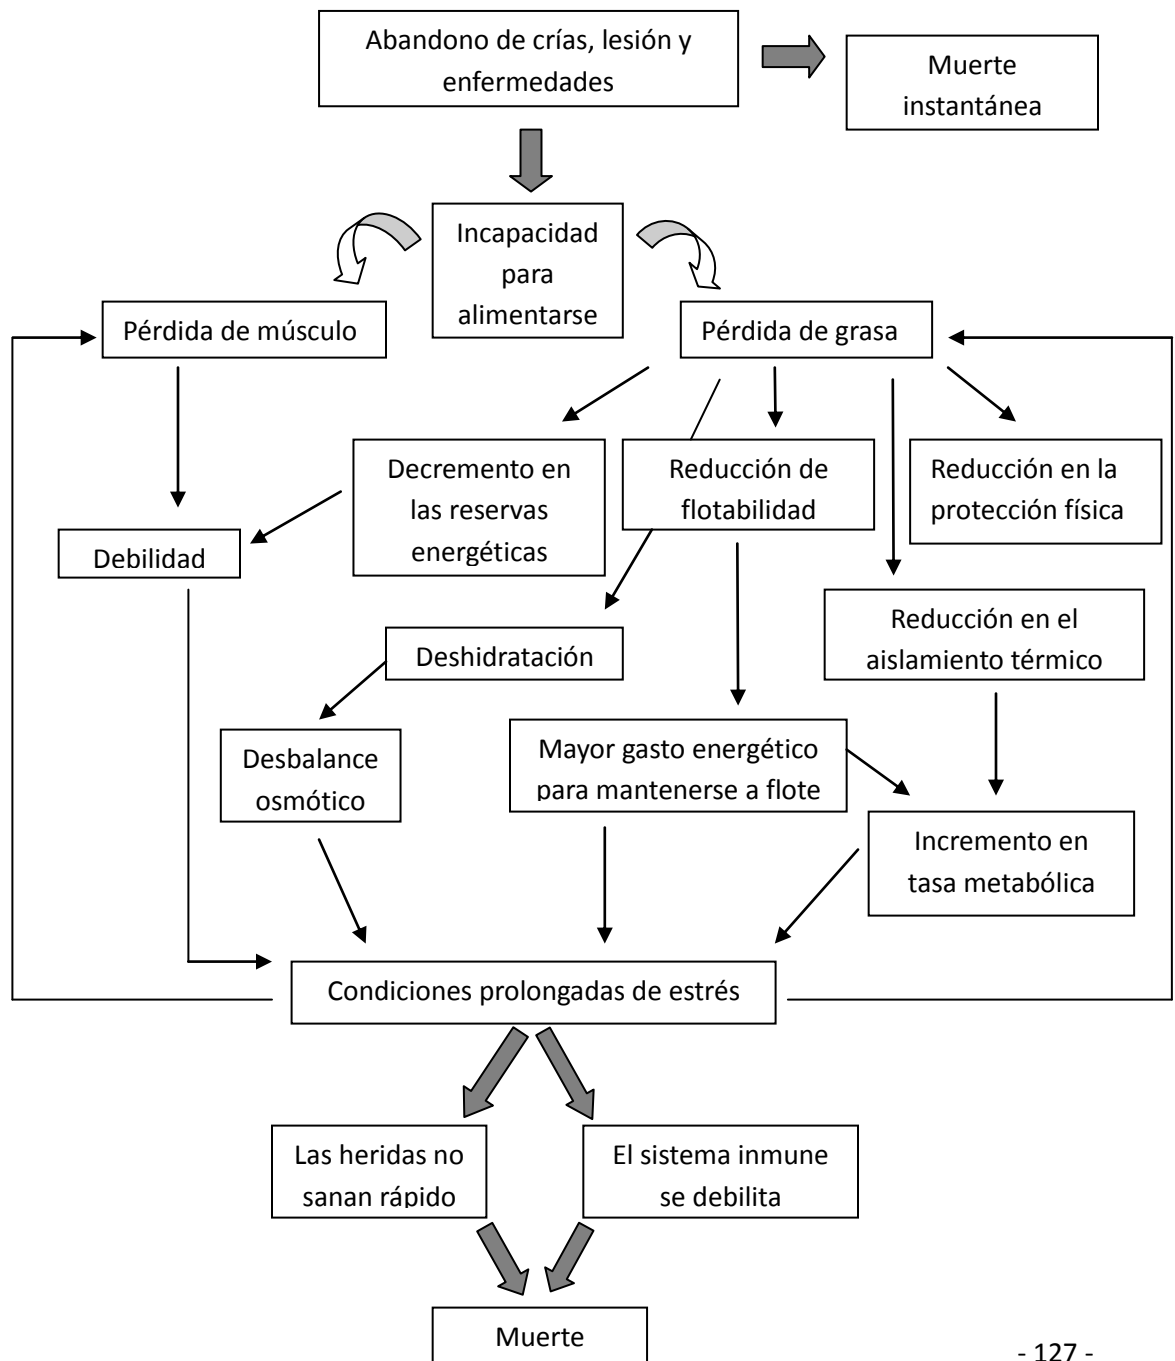 Abandono de crías, lesión y
enfermedades
Muerte
instantánea
Incapacidad
para
alimentarse
Pérdida de músculo
Pérdida de grasa
Decremento en
las reservas
energéticas
Reducción de
flotabilidad
Reducción en la
protección física
Debilidad
Reducción en el
aislamiento térmico
Deshidratación
Desbalance
osmótico
Mayor gasto energético
para mantenerse a flote
Incremento en
tasa metabólica
Condiciones prolongadas de estrés
Las heridas no
sanan rápido
El sistema inmune
se debilita
Muerte
- 127 -